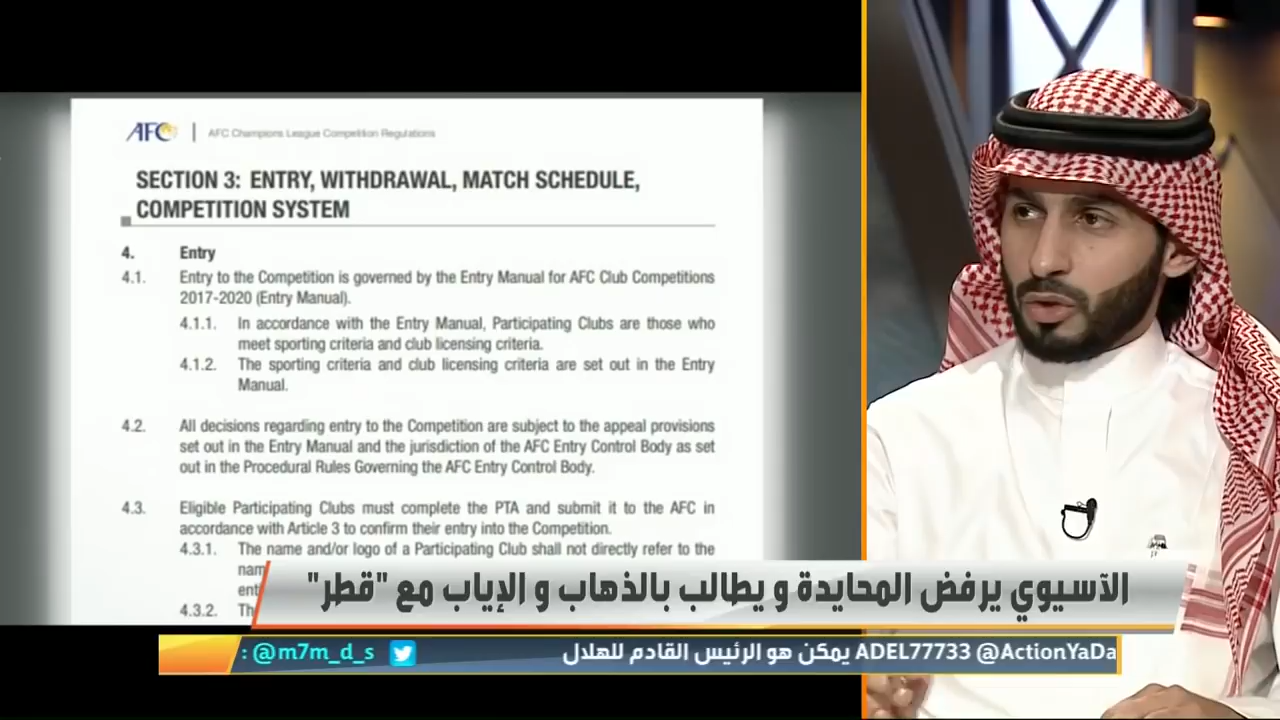 AFC | AFC Champions League Competition Regulations
SECTION 3: ENTRY, WITHDRAWAL, MATCH SCHEDULE,
COMPETITION SYSTEM
4. Entry
4.1. Entry to the Competition is governed by the Entry Manual for AFC Club Competitions
2017-2020 (Entry Manual).
4.1.1. In accordance with the Entry Manual, Participating Clubs are those who
meet sporting criteria and club licensing criteria.
4.1.2. The sporting criteria and club licensing criteria are set out in the Entry
Manual.
4.2. All decisions regarding entry to the Competition are subject to the appeal provisions
set out in the Entry Manual and the jurisdiction of the AFC Entry Control Body as set
out in the Procedural Rules Governing the AFC Entry Control Body.
4.3. Eligible Participating Clubs must complete the PTA and submit it to the AFC in
accordance with Article 3 to confirm their entry into the Competition.
4.3.1. The name and/or logo of a Participating Club shall not directly refer to the
4.3.2.
الآسيوي يرفض المحايدة و يطالب بالذهاب و الإياب مع "قطر"
ADEL77733 @ActionYaDa يمكن هو الرئيس القادم للهلال
@m7m_d_s :